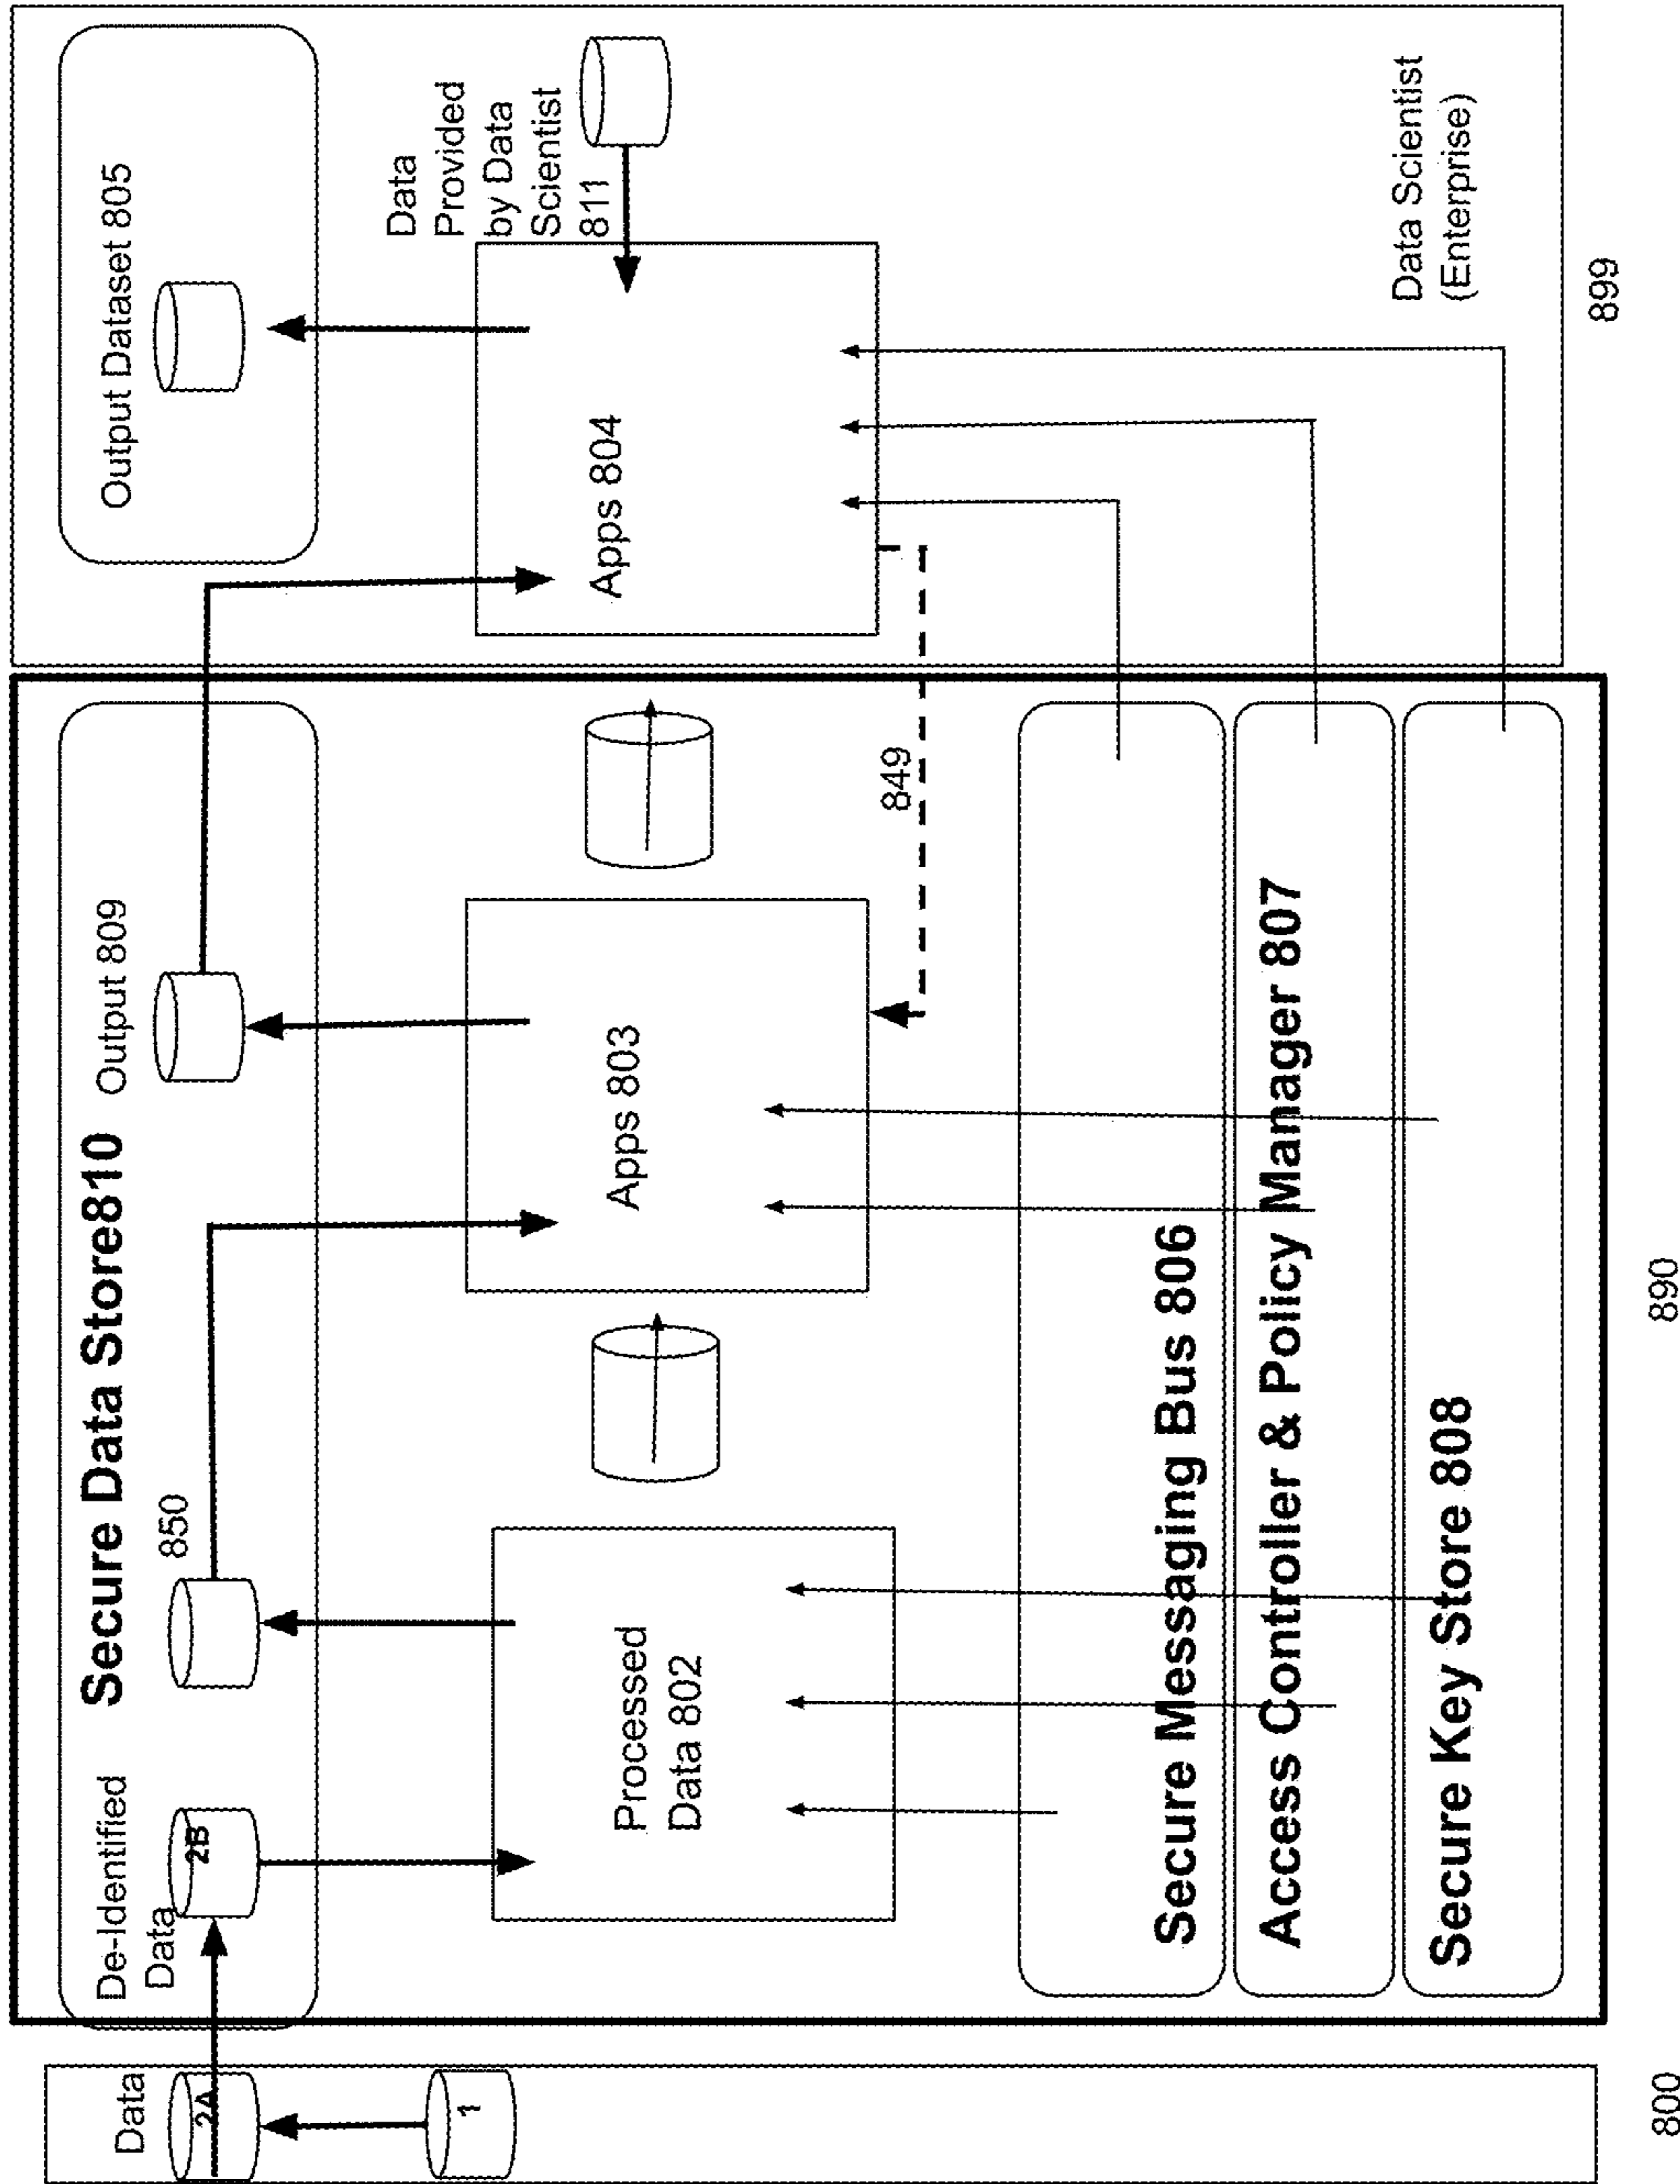 Data
2A
1
800
De-Identified
Data
2B
850
Secure Data Store810
Output 809
Processed
Data 802
Apps 803
849
Secure Messaging Bus 806
Access Controller & Policy Manager 807
Secure Key Store 808
890
Output Dataset 805
Data
Provided
by Data
Scientist
811
Apps 804
Data Scientist
(Enterprise)
899